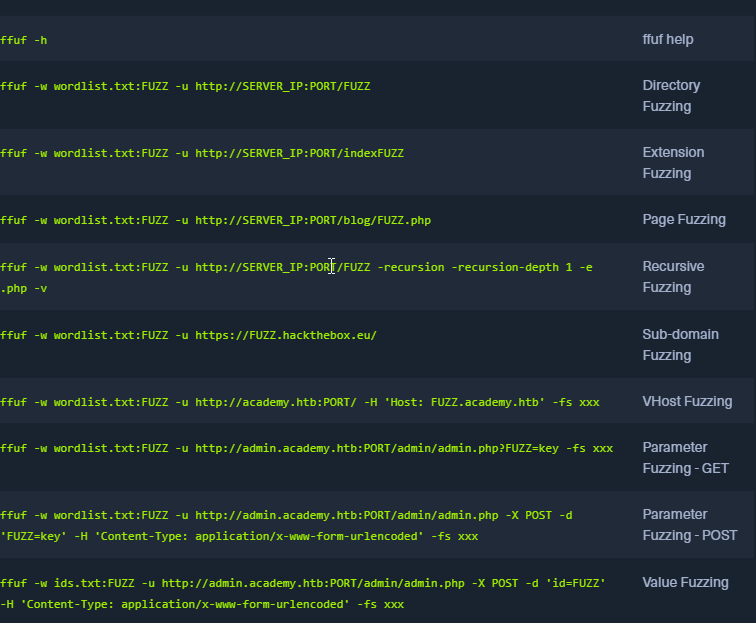 ffuf -h
ffuf help
ffuf -w wordlist.txt:FUZZ -u http://SERVER_IP:PORT/FUZZ
Directory
Fuzzing
ffuf -w wordlist.txt:FUZZ -u http://SERVER_IP:PORT/indexFUZZ
Extension
Fuzzing
ffuf -w wordlist.txt:FUZZ -u http://SERVER_IP:PORT/blog/FUZZ.php
Page Fuzzing
ffuf -w wordlist.txt:FUZZ -u http://SERVER_IP:PORT/FUZZ -recursion -recursion-depth 1 -e
.php -v
Recursive
Fuzzing
ffuf -w wordlist.txt:FUZZ -u https://FUZZ.hackthebox.eu/
Sub-domain
Fuzzing
ffuf -w wordlist.txt:FUZZ -u http://academy.htb:PORT/ -H 'Host: FUZZ.academy.htb' -fs xxx
VHost Fuzzing
ffuf -w wordlist.txt:FUZZ -u http://admin.academy.htb:PORT/admin/admin.php?FUZZ=key -fs xxx
Parameter
Fuzzing - GET
ffuf -w wordlist.txt:FUZZ -u http://admin.academy.htb:PORT/admin/admin.php -X POST -d
'FUZZ=key' -H 'Content-Type: application/x-www-form-urlencoded' -fs xxx
Parameter
Fuzzing - POST
ffuf -w ids.txt:FUZZ -u http://admin.academy.htb:PORT/admin/admin.php -X POST -d 'id=FUZZ'
-H 'Content-Type: application/x-www-form-urlencoded' -fs xxx
Value Fuzzing